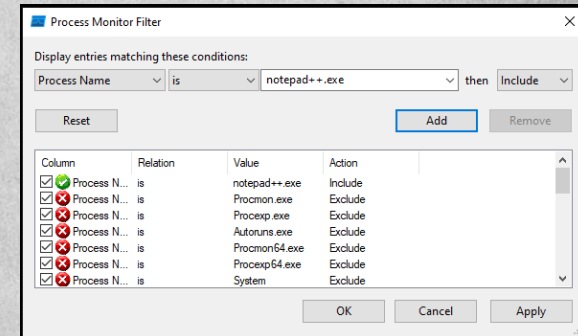 Process Monitor Filter
Display entries matching these conditions:
Process Name is notepad++.exe then Include
Reset Add Remove
Column Relation Value Action
Process N... is notepad++.exe Include
Process N... is Procmon.exe Exclude
Process N... is Procexp.exe Exclude
Process N... is Autoruns.exe Exclude
Process N... is Procmon64.exe Exclude
Process N... is Procexp64.exe Exclude
Process N... is System Exclude
OK Cancel Apply